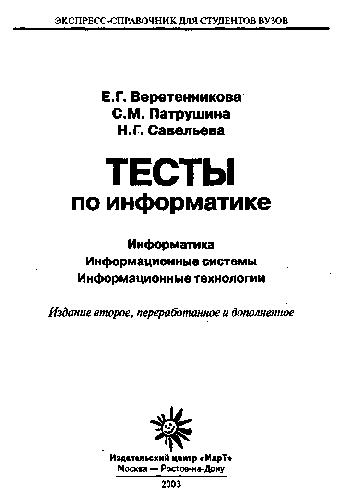 ЭКСПРЕСС-СПРАВОЧНИК ДЛЯ СТУДЕНТОВ ВУЗОВ
Е.Г. Веретенникова
С.М. Патрушина
Н.Г. Савельева
ТЕСТЫ
по информатике
Информатика
Информационные системы
Информационные технологии
Издание второе, переработанное и дополненное
Издательский центр «МарТ»
Москва — Ростов-на-Дону
2003